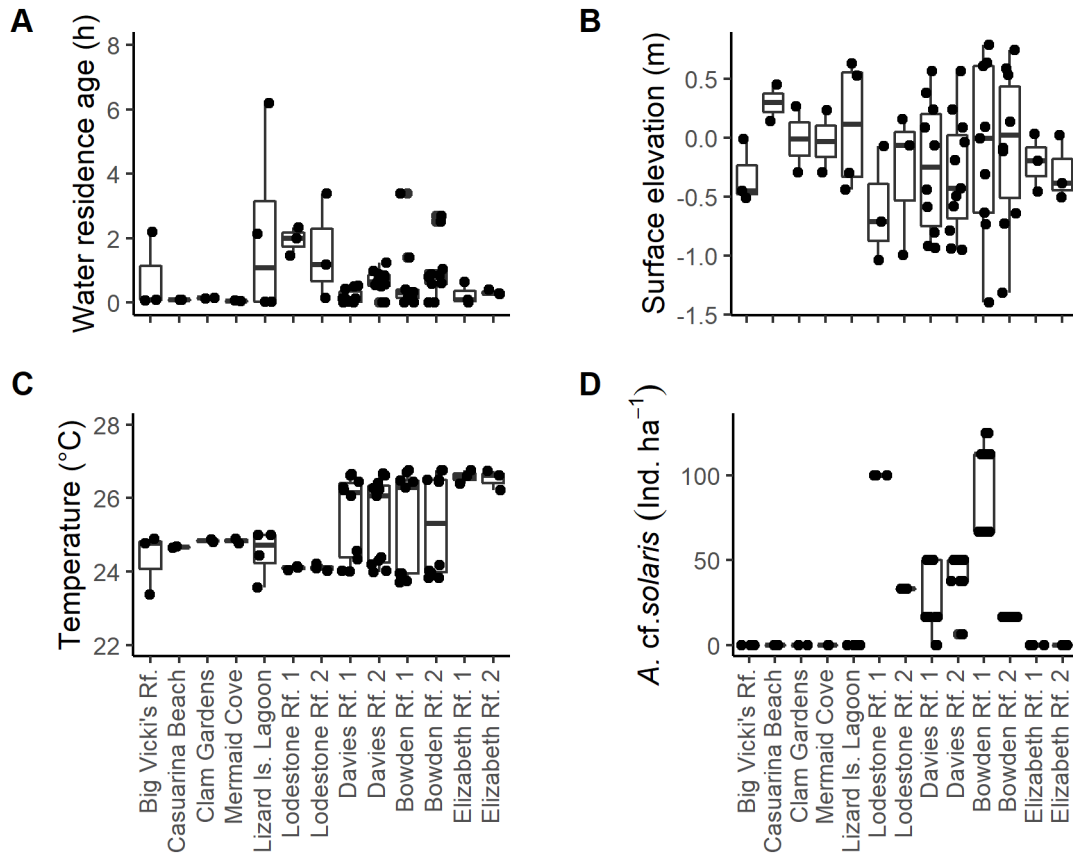 A
Water residence age (h)
8
6
4
2
0
B
Surface elevation (m)
0.5
0.0
-0.5
-1.0
-1.5
C
Temperature (°C)
28
26
24
22
Big Vicki's Rf.
Casuarina Beach
Clam Gardens
Mermaid Cove
Lizard Is. Lagoon
Lodestone Rf. 1
Lodestone Rf. 2
Davies Rf. 1
Davies Rf. 2
Bowden Rf. 1
Bowden Rf. 2
Elizabeth Rf. 1
Elizabeth Rf. 2
D
A. cf.solaris (Ind. ha⁻¹)
100
50
0
Big Vicki's Rf.
Casuarina Beach
Clam Gardens
Mermaid Cove
Lizard Is. Lagoon
Lodestone Rf. 1
Lodestone Rf. 2
Davies Rf. 1
Davies Rf. 2
Bowden Rf. 1
Bowden Rf. 2
Elizabeth Rf. 1
Elizabeth Rf. 2